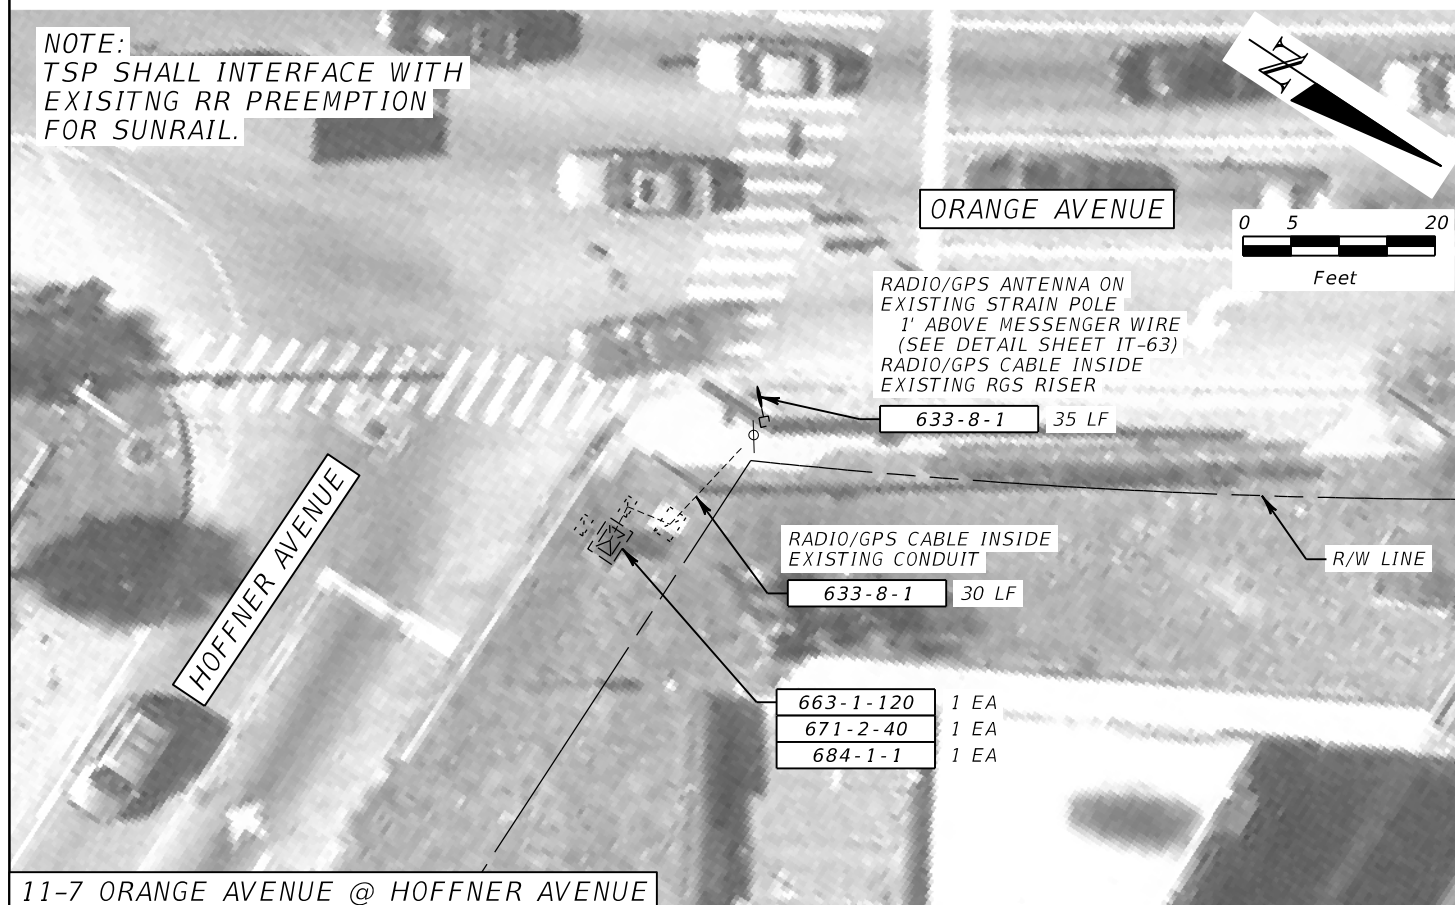 NOTE:
TSP SHALL INTERFACE WITH
EXISITNG RR PREEMPTION
FOR SUNRAIL.
N
ORANGE AVENUE
0 5 20
Feet
RADIO/GPS ANTENNA ON
EXISTING STRAIN POLE
1' ABOVE MESSENGER WIRE
(SEE DETAIL SHEET IT-63)
RADIO/GPS CABLE INSIDE
EXISTING RGS RISER
633-8-1 35 LF
HOFFNER AVENUE
RADIO/GPS CABLE INSIDE
EXISTING CONDUIT
633-8-1 30 LF
R/W LINE
663-1-120 1 EA
671-2-40 1 EA
684-1-1 1 EA
11-7 ORANGE AVENUE @ HOFFNER AVENUE